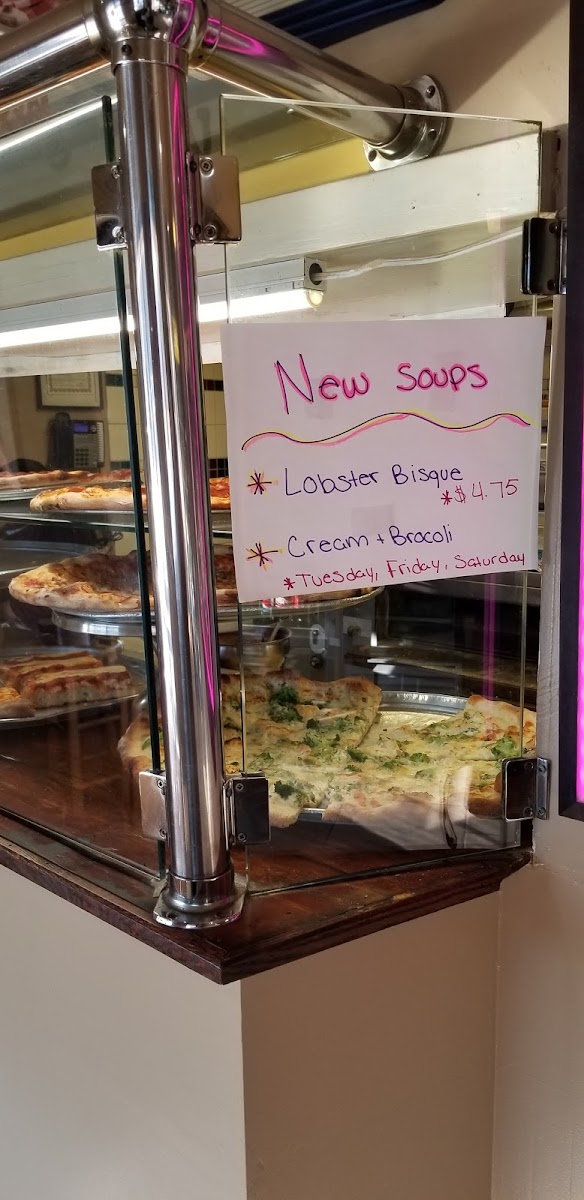 New Soups
* Lobster Bisque
*$4.75
* Cream + Brocoli
*Tuesday, Friday, Saturday